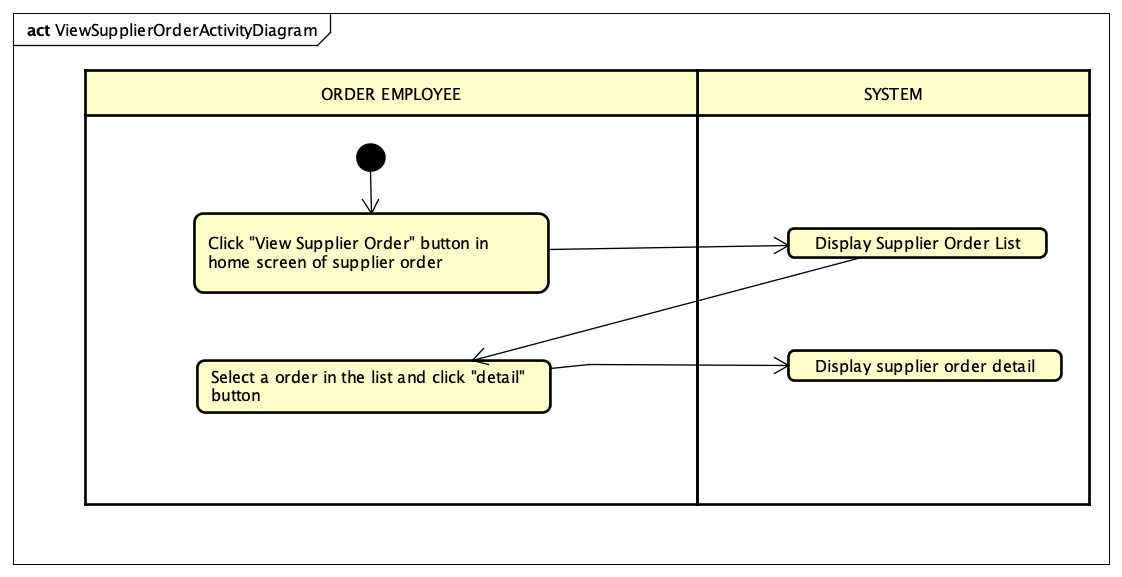 act ViewSupplierOrderActivityDiagram
ORDER EMPLOYEE
SYSTEM
Click "View Supplier Order" button in
home screen of supplier order
Display Supplier Order List
Select a order in the list and click "detail"
button
Display supplier order detail